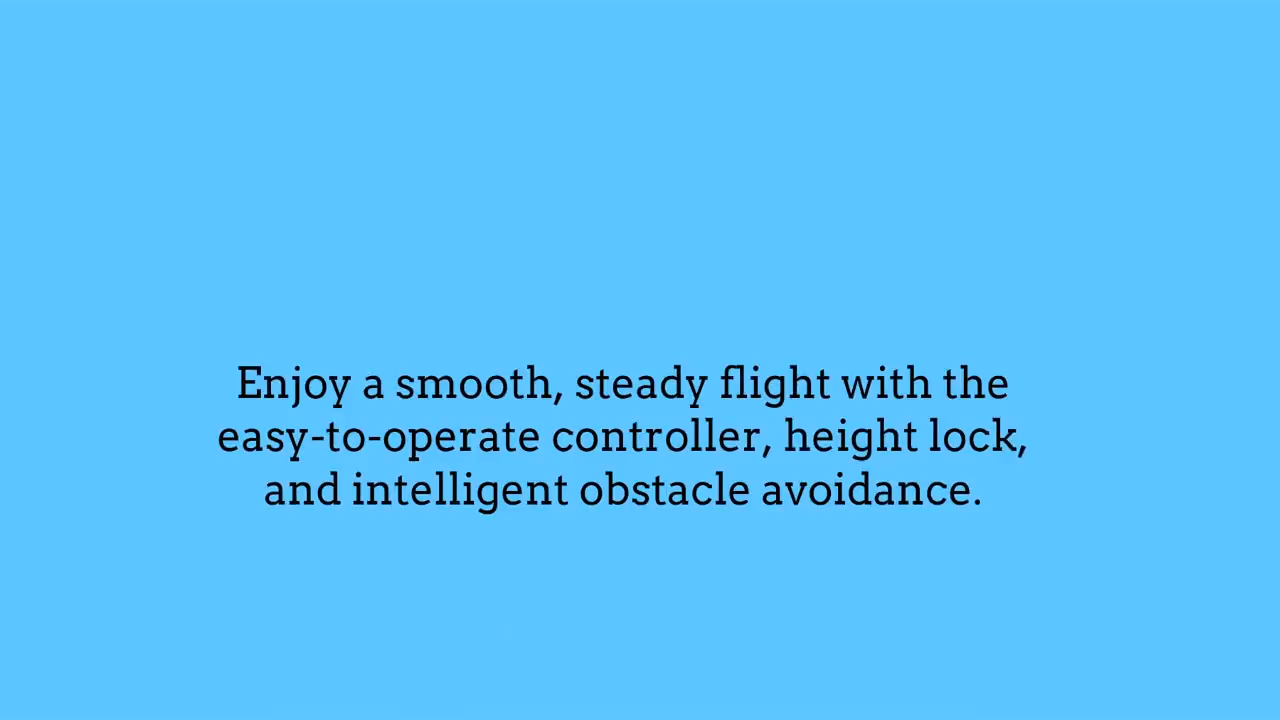 Enjoy a smooth, steady flight with the
easy-to-operate controller, height lock,
and intelligent obstacle avoidance.